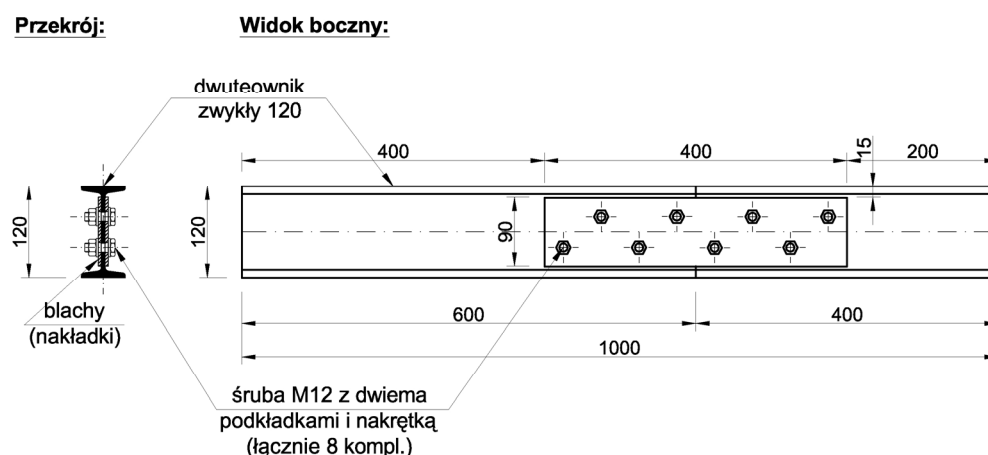 Przekrój:
Widok boczny:
dwuteownik
zwykły 120
400
400
15
200
120
120
90
blachy
(nakładki)
600
400
1000
śruba M12 z dwiema
podkładkami i nakrętką
(łącznie 8 kompl.)